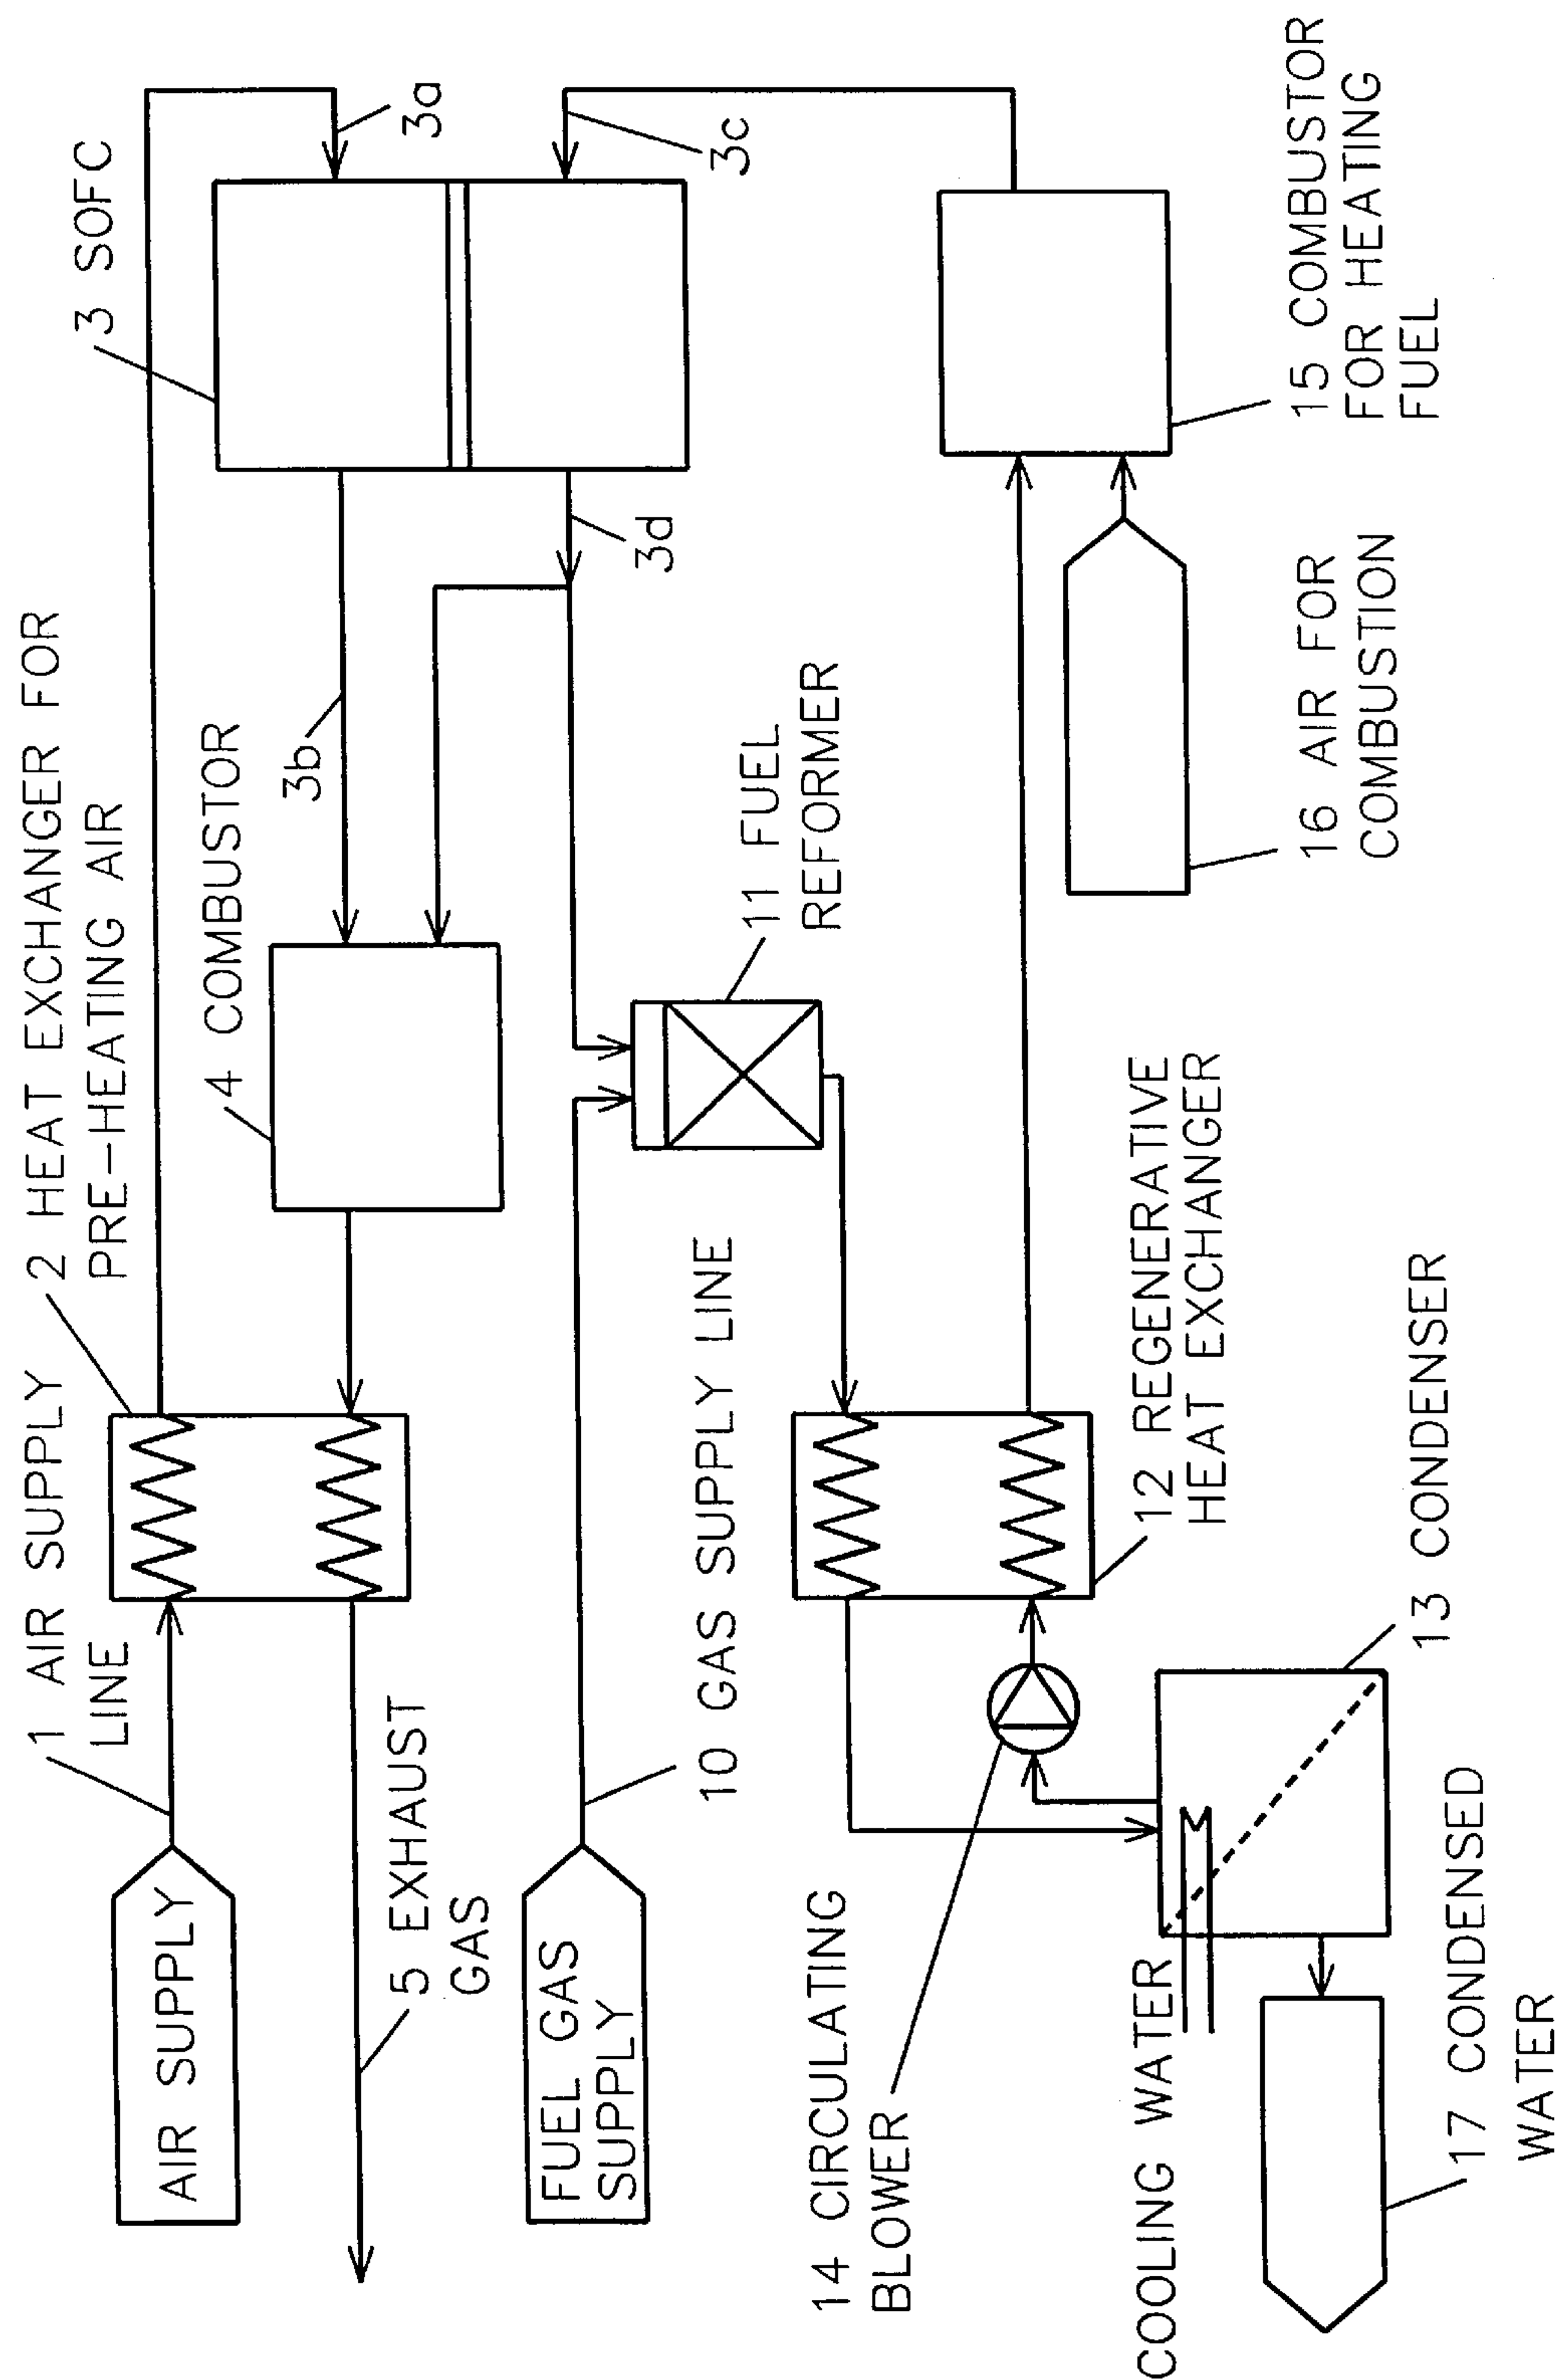 1 AIR SUPPLY
LINE
2 HEAT EXCHANGER FOR
PRE-HEATING AIR
3 SOFC
AIR SUPPLY
4 COMBUSTOR
3a
3b
5 EXHAUST
GAS
3c
3d
FUEL GAS
SUPPLY
10 GAS SUPPLY LINE
11 FUEL
REFORMER
14 CIRCULATING
BLOWER
12 REGENERATIVE
HEAT EXCHANGER
COOLING WATER
16 AIR FOR
COMBUSTION
15 COMBUSTOR
FOR HEATING
FUEL
13 CONDENSER
17 CONDENSED
WATER